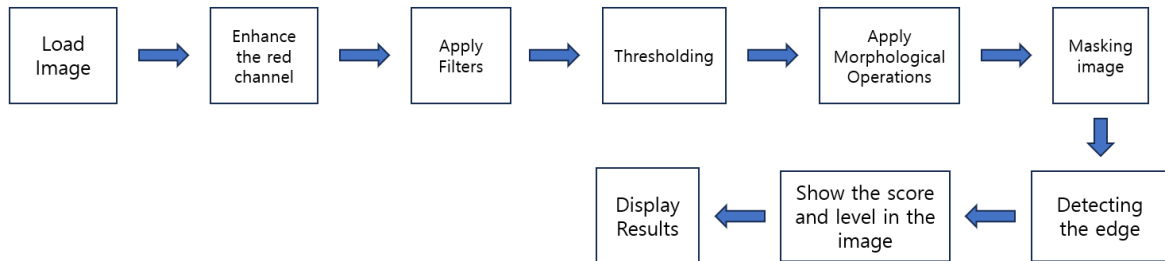 Load
Image
Enhance
the red
channel
Apply
Filters
Thresholding
Apply
Morphological
Operations
Masking
image
Detecting
the edge
Show the score
and level in the
image
Display
Results